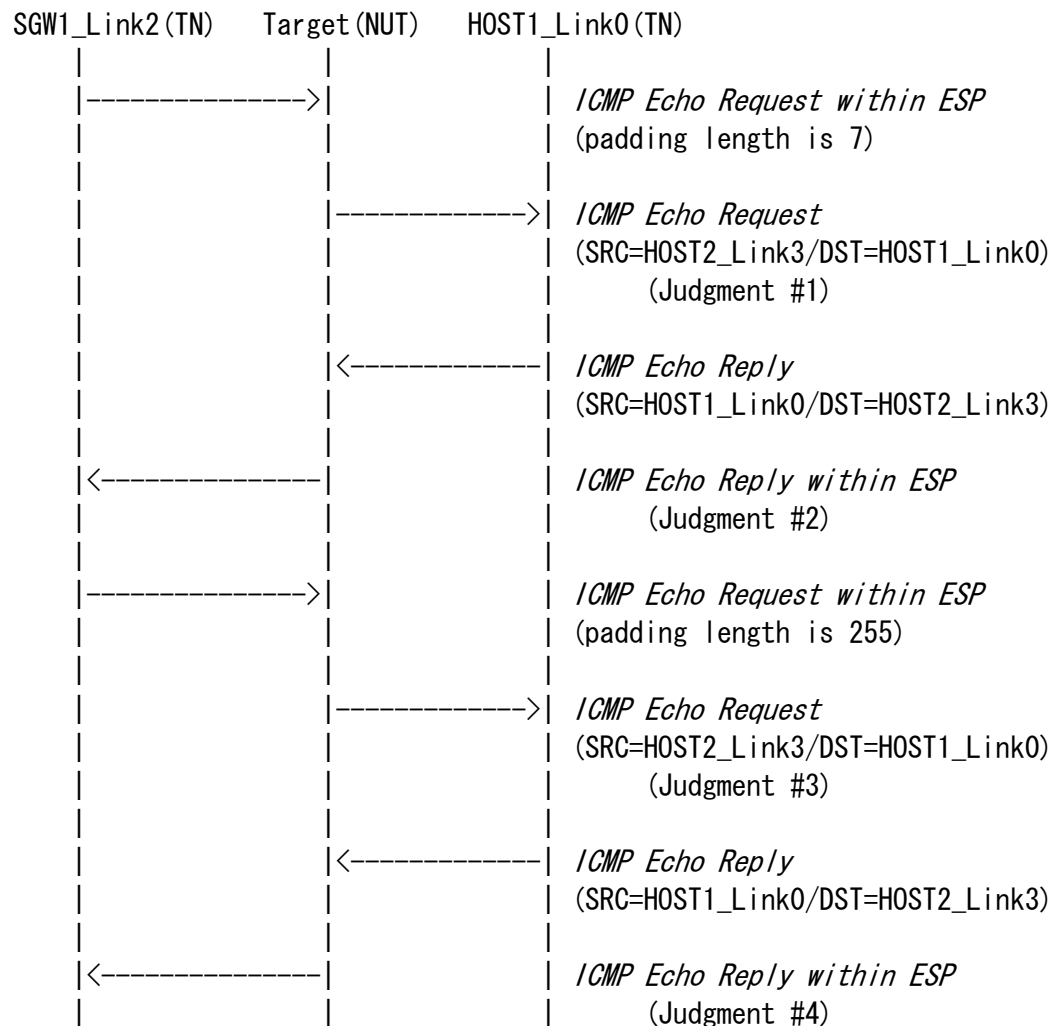 SGW1_Link2(TN) Target(NUT) HOST1_Link0(TN)
| | |
|--------------->| | ICMP Echo Request within ESP
| | | (padding length is 7)
| | |
| |------------->| ICMP Echo Request
| | | (SRC=HOST2_Link3/DST=HOST1_Link0)
| | | (Judgment #1)
| | |
| |<-------------| ICMP Echo Reply
| | | (SRC=HOST1_Link0/DST=HOST2_Link3)
| | |
|<---------------| | ICMP Echo Reply within ESP
| | | (Judgment #2)
| | |
|--------------->| | ICMP Echo Request within ESP
| | | (padding length is 255)
| | |
| |------------->| ICMP Echo Request
| | | (SRC=HOST2_Link3/DST=HOST1_Link0)
| | | (Judgment #3)
| | |
| |<-------------| ICMP Echo Reply
| | | (SRC=HOST1_Link0/DST=HOST2_Link3)
| | |
|<---------------| | ICMP Echo Reply within ESP
| | | (Judgment #4)